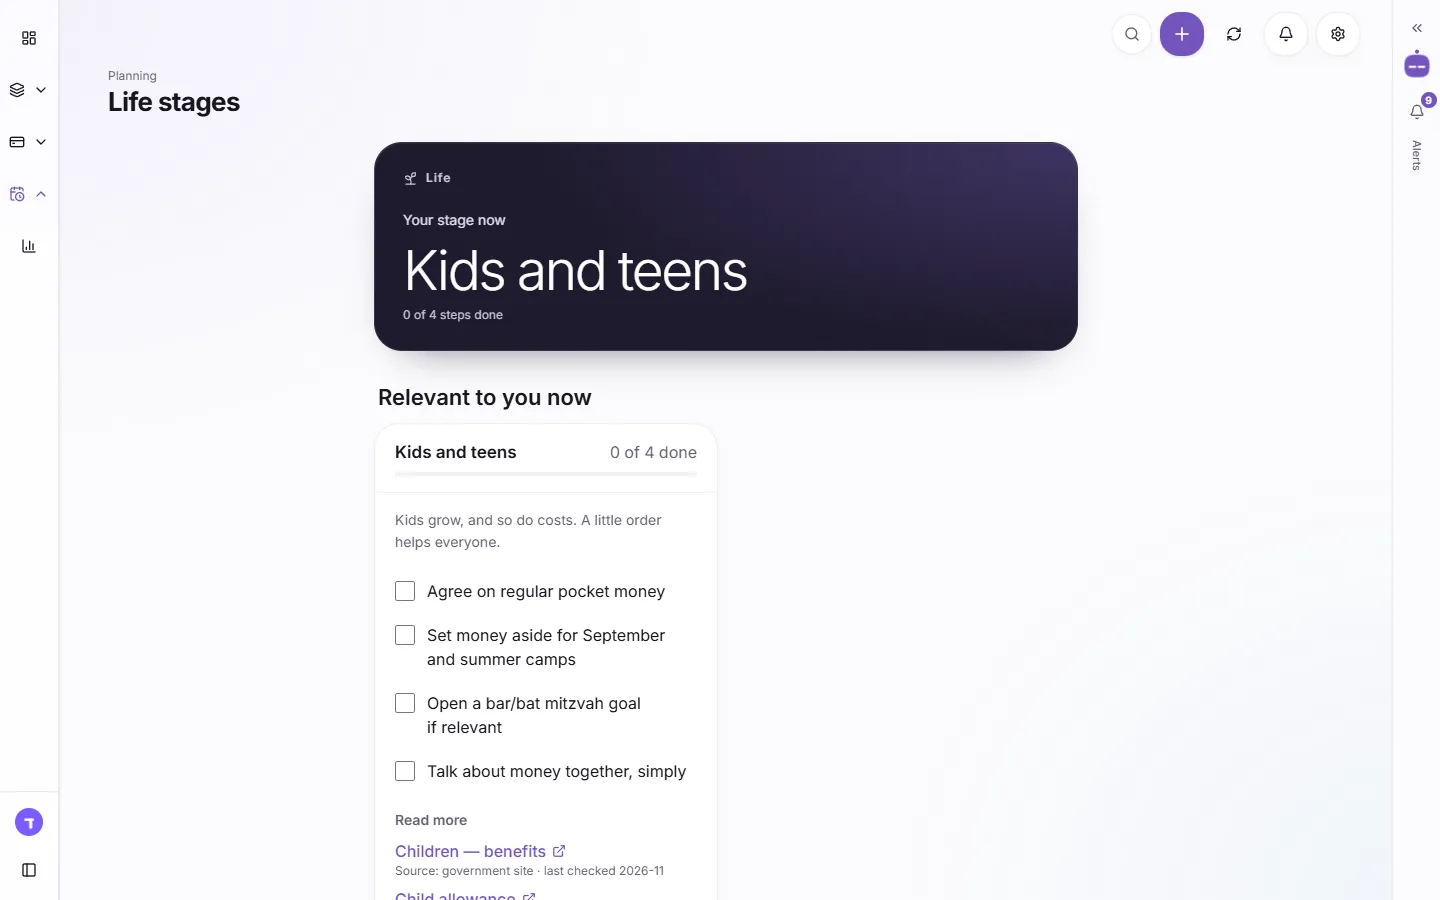 Planning
Life stages
Life
Your stage now
Kids and teens
0 of 4 steps done
Relevant to you now
Kids and teens
0 of 4 done
Kids grow, and so do costs. A little order
helps everyone.
Agree on regular pocket money
Set money aside for September
and summer camps
Open a bar/bat mitzvah goal
if relevant
Talk about money together, simply
Read more
Children — benefits
Source: government site · last checked 2026-11
Child allowance
9
Alerts